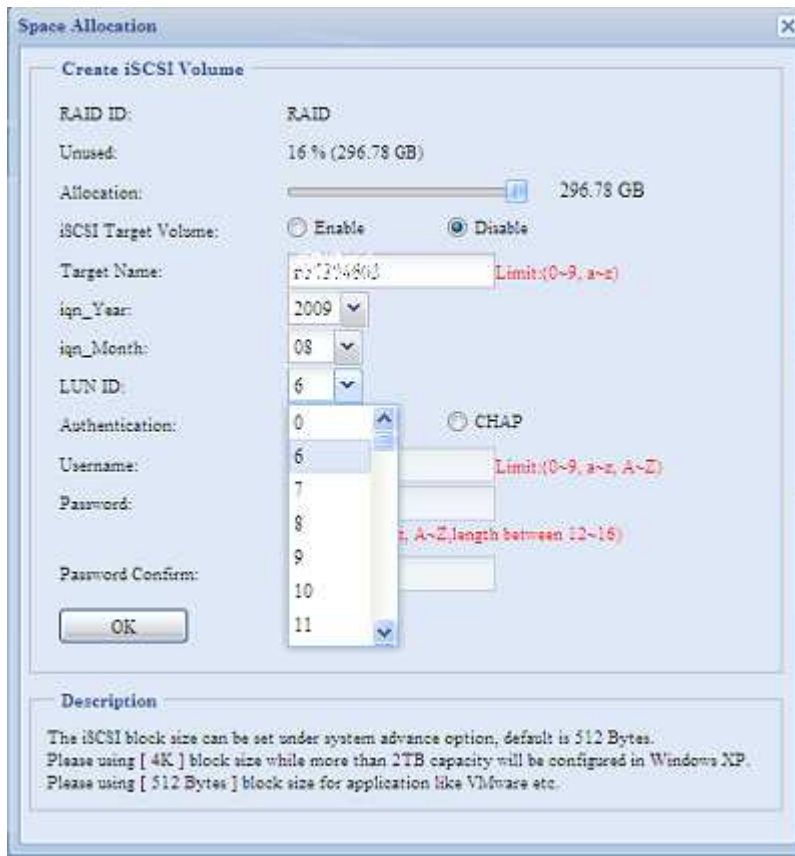 Space Allocation
Create iSCSI Volume
RAID ID: RAID
Unused: 16 % (296.78 GB)
Allocation: 296.78 GB
iSCSI Target Volume: Enable Disable
Target Name: Limit:(0~9, a~z)
iqn_Year: 2009
iqn_Month: 08
LUN ID: 6
0
Authentication: CHAP
6
Username: Limit:(0~9, a~z, A~Z)
7
Password:
8
z, A~Z,length between 12~16)
9
Password Confirm:
10
OK
11
Description
The iSCSI block size can be set under system advance option, default is 512 Bytes.
Please using [ 4K ] block size while more than 2TB capacity will be configured in Windows XP.
Please using [ 512 Bytes ] block size for application like VMware etc.